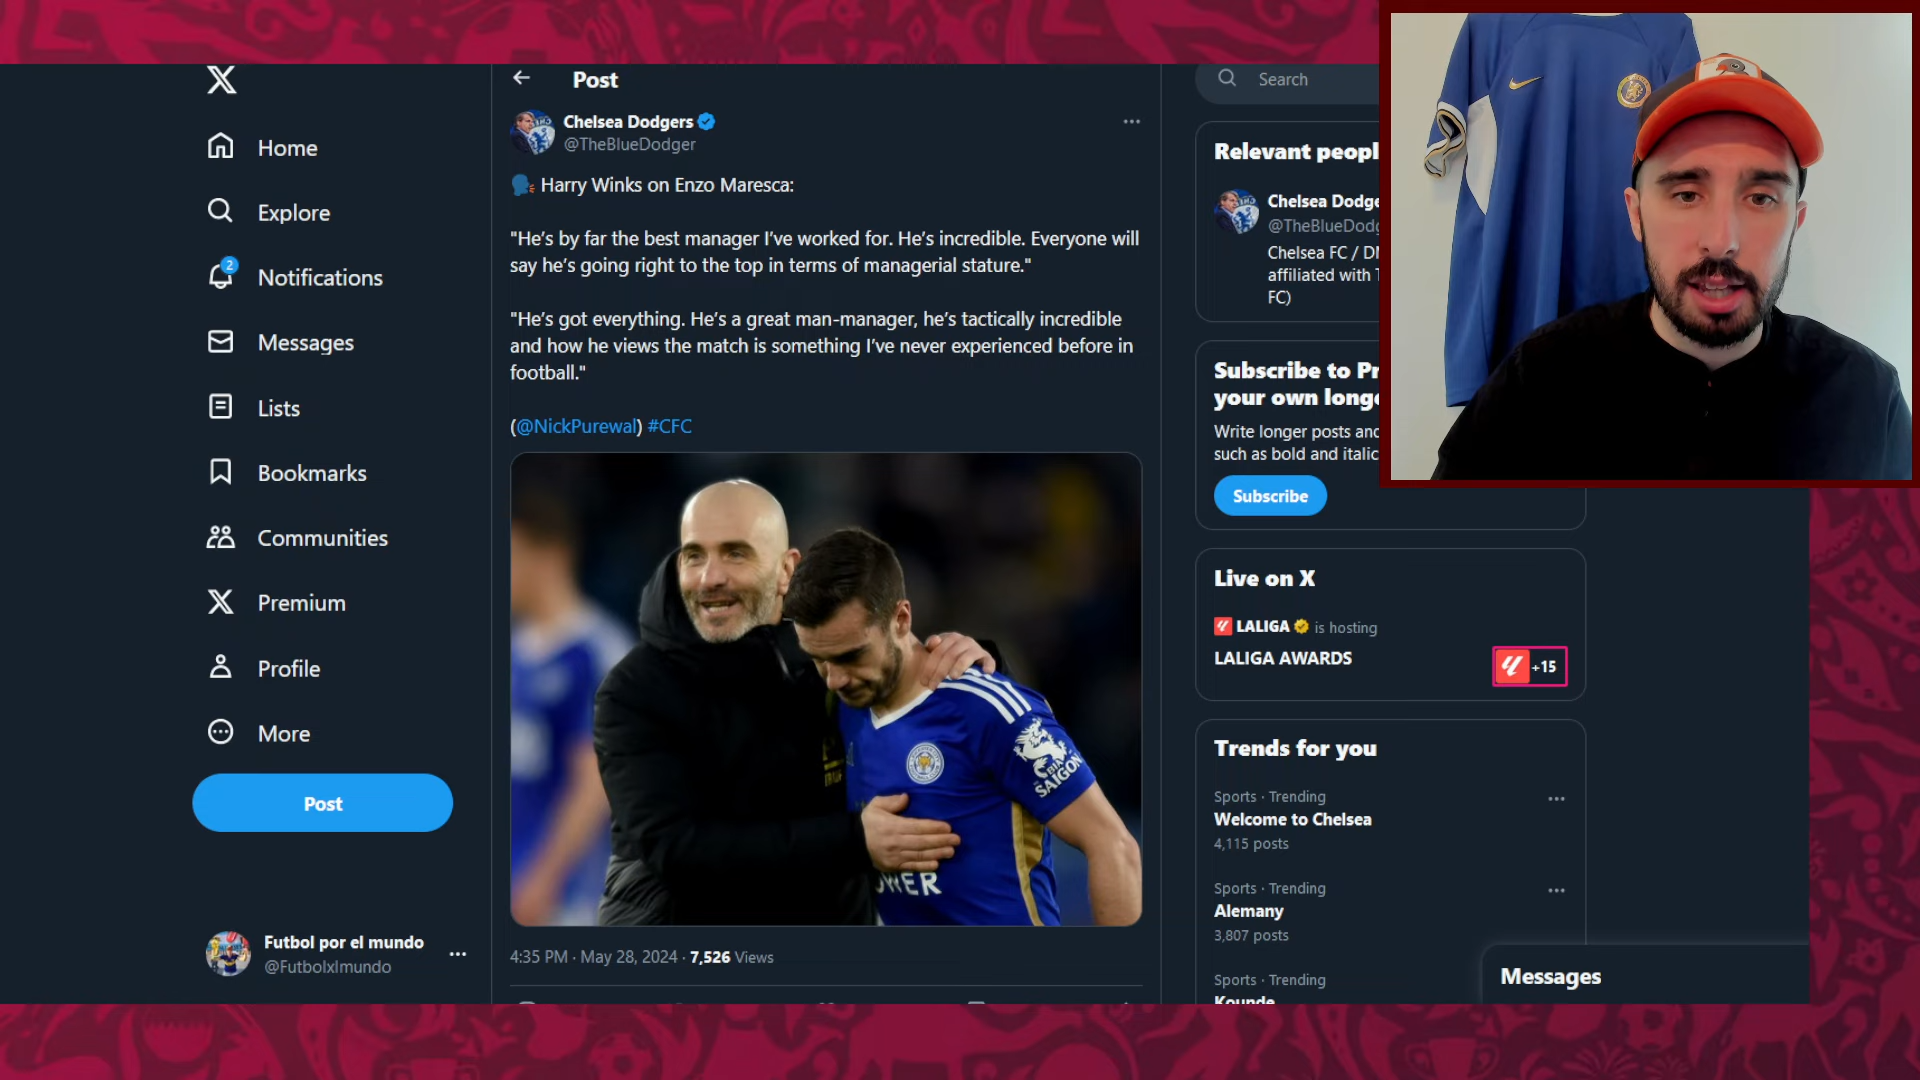 Home
Explore
2
Notifications
Messages
Lists
Bookmarks
Communities
Premium
Profile
More
Post
Futbol por el mundo
@Futbolxlmundo
Post
Chelsea Dodgers
@TheBlueDodger
Harry Winks on Enzo Maresca:
"He's by far the best manager I've worked for. He's incredible. Everyone will
say he's going right to the top in terms of managerial stature."
"He's got everything. He's a great man-manager, he's tactically incredible
and how he views the match is something I've never experienced before in
football."
(@NickPurewal) #CFC
BIA
SAIGON
4:35 PM · May 28, 2024 · 7,526 Views
Search
Relevant peopl
Chelsea Dodge
@TheBlueDodg
Chelsea FC /
affiliated with
FC)
Subscribe to Pr
your own long
Write longer posts and
such as bold and italic
Subscribe
Live on X
LALIGA is hosting
LALIGA AWARDS
+15
Trends for you
Sports · Trending
Welcome to Chelsea
4,115 posts
Sports · Trending
Alemany
3,807 posts
Sports · Trending
Kounde
Messages